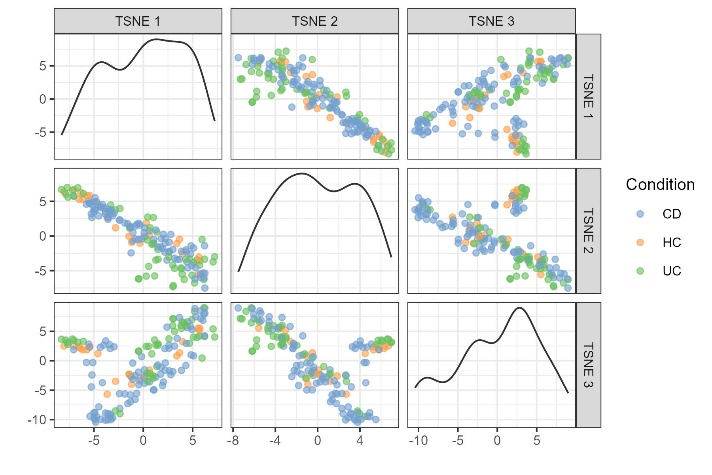 TSNE 1 TSNE 2 TSNE 3
5
0
-5
TSNE 1
5
0
-5
TSNE 2
Condition
CD
HC
UC
5
0
-5
-10
TSNE 3
-5 0 5 -8 -4 0 4 -10 -5 0 5